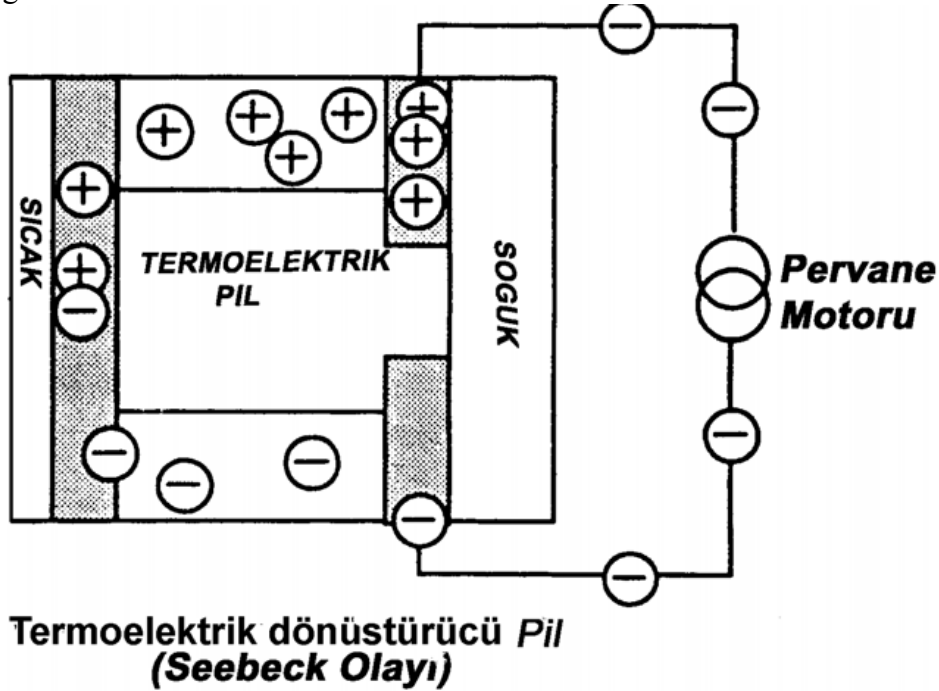 SICAK
TERMOELEKTRIK
PIL
SOGUK
Pervane
Motoru
Termoelektrik dönüstürücü Pil
(Seebeck Olayı)